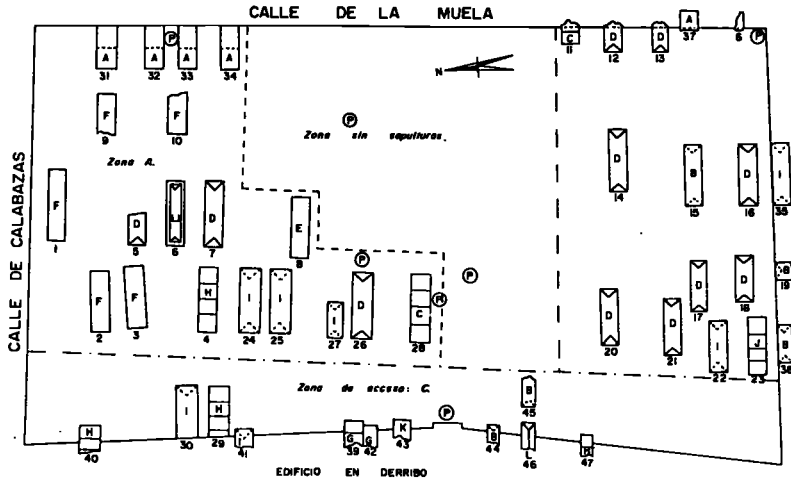 CALLE DE LA MUELA
P P
A A A A A
31 32 33 34
C D D
11 12 13 37 6
N
F F
9 10
P
Zona sin sepulturas.
Zona A.
D B D I
14 15 16 35
F D D E
1 5 6 7 8
CALLE DE CALABAZAS
P P
D D B
17 18 19
F F H I I I D C
2 3 4 24 25 27 26 28
D D I J B
20 21 22 23 36
Zona de acceso: C.
B
45
P
H I H I G G K B L
40 30 29 41 39 42 43 44 46 47
EDIFICIO EN DERRIBO